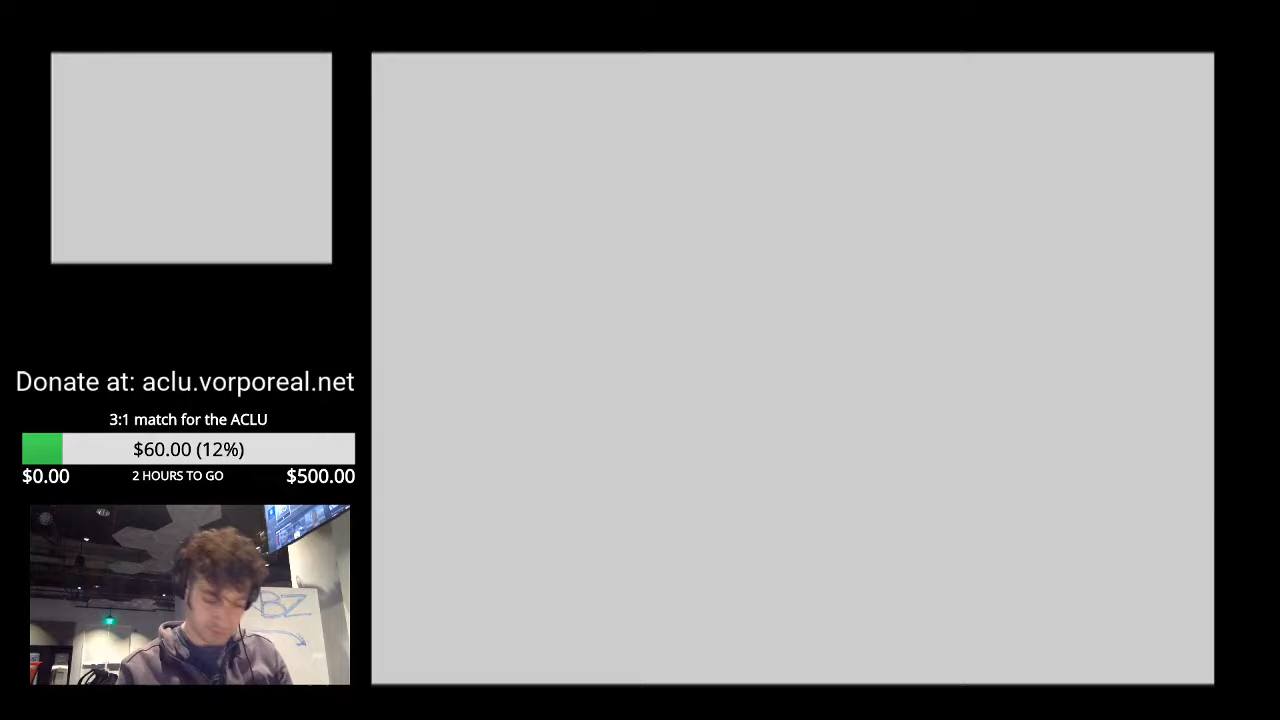 Donate at: aclu.vorporeal.net
3:1 match for the ACLU
$60.00 (12%)
$0.00 2 HOURS TO GO $500.00
BZ